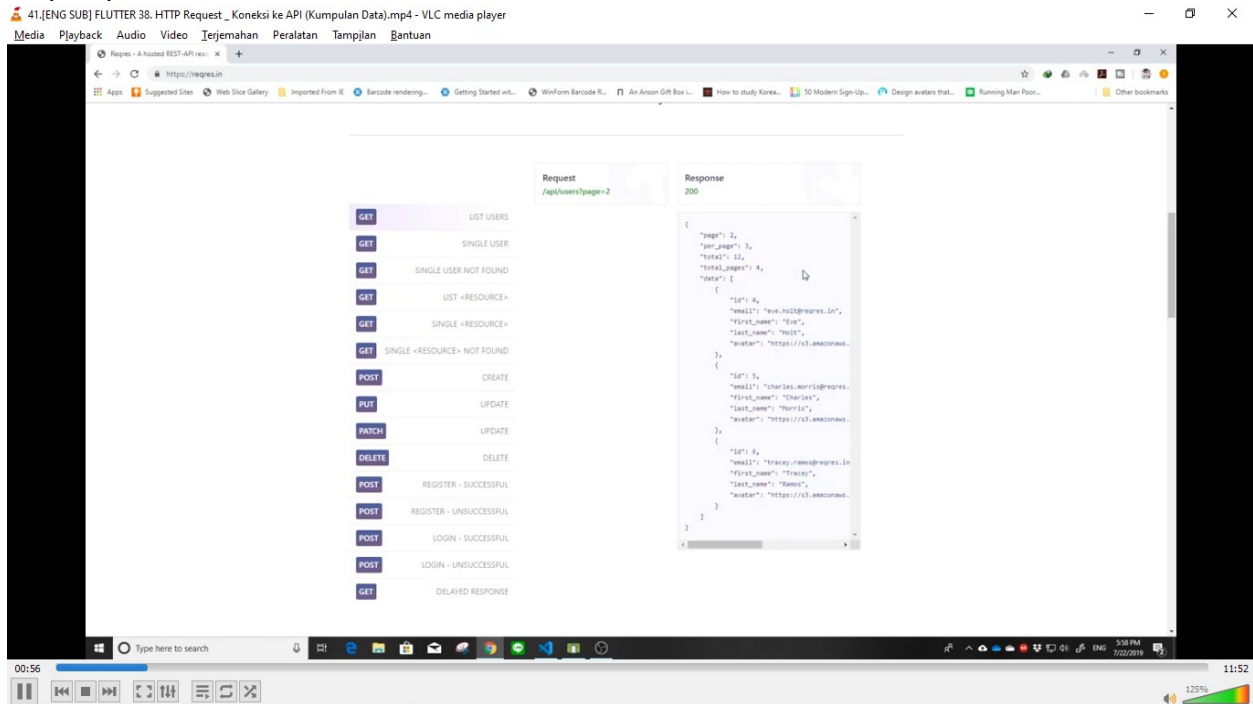 41.[ENG SUB] FLUTTER 38. HTTP Request _ Koneksi ke API (Kumpulan Data).mp4 - VLC media player
Media Playback Audio Video Terjemahan Peralatan Tampilan Bantuan
Reqres - A hosted REST-API resc
https://reqres.in
Apps Suggested Sites Web Slice Gallery Imported From IE Barcode rendering... Getting Started wit... WinForm Barcode R... An Anson Gift Box i... How to study Korea... 50 Modern Sign-Up... Design avatars that... Running Man Poor... Other bookmarks
Request
/api/users?page=2
Response
200
GET LIST USERS
GET SINGLE USER
GET SINGLE USER NOT FOUND
GET LIST <RESOURCE>
GET SINGLE <RESOURCE>
GET SINGLE <RESOURCE> NOT FOUND
POST CREATE
PUT UPDATE
PATCH UPDATE
DELETE DELETE
POST REGISTER - SUCCESSFUL
POST REGISTER - UNSUCCESSFUL
POST LOGIN - SUCCESSFUL
POST LOGIN - UNSUCCESSFUL
GET DELAYED RESPONSE
{
"page": 2,
"per_page": 3,
"total": 12,
"total_pages": 4,
"data": [
{
"id": 4,
"email": "eve.holt@reqres.in",
"first_name": "Eve",
"last_name": "Holt",
"avatar": "https://s3.amazonaws.
},
{
"id": 5,
"email": "charles.morris@reqres.
"first_name": "Charles",
"last_name": "Morris",
"avatar": "https://s3.amazonaws.
},
{
"id": 6,
"email": "tracey.ramos@reqres.in
"first_name": "Tracey",
"last_name": "Ramos",
"avatar": "https://s3.amazonaws.
}
]
}
Type here to search
ENG
5:58 PM
7/22/2019
00:56
11:52
125%